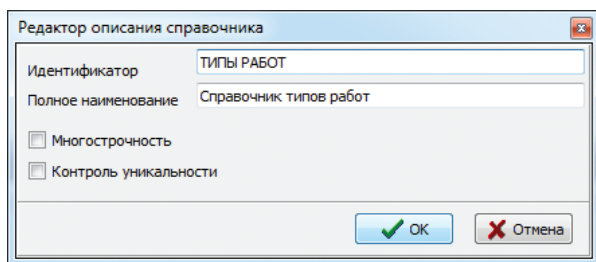 Редактор описания справочника
Идентификатор ТИПЫ РАБОТ
Полное наименование Справочник типов работ
Многострочность
Контроль уникальности
OK Отмена